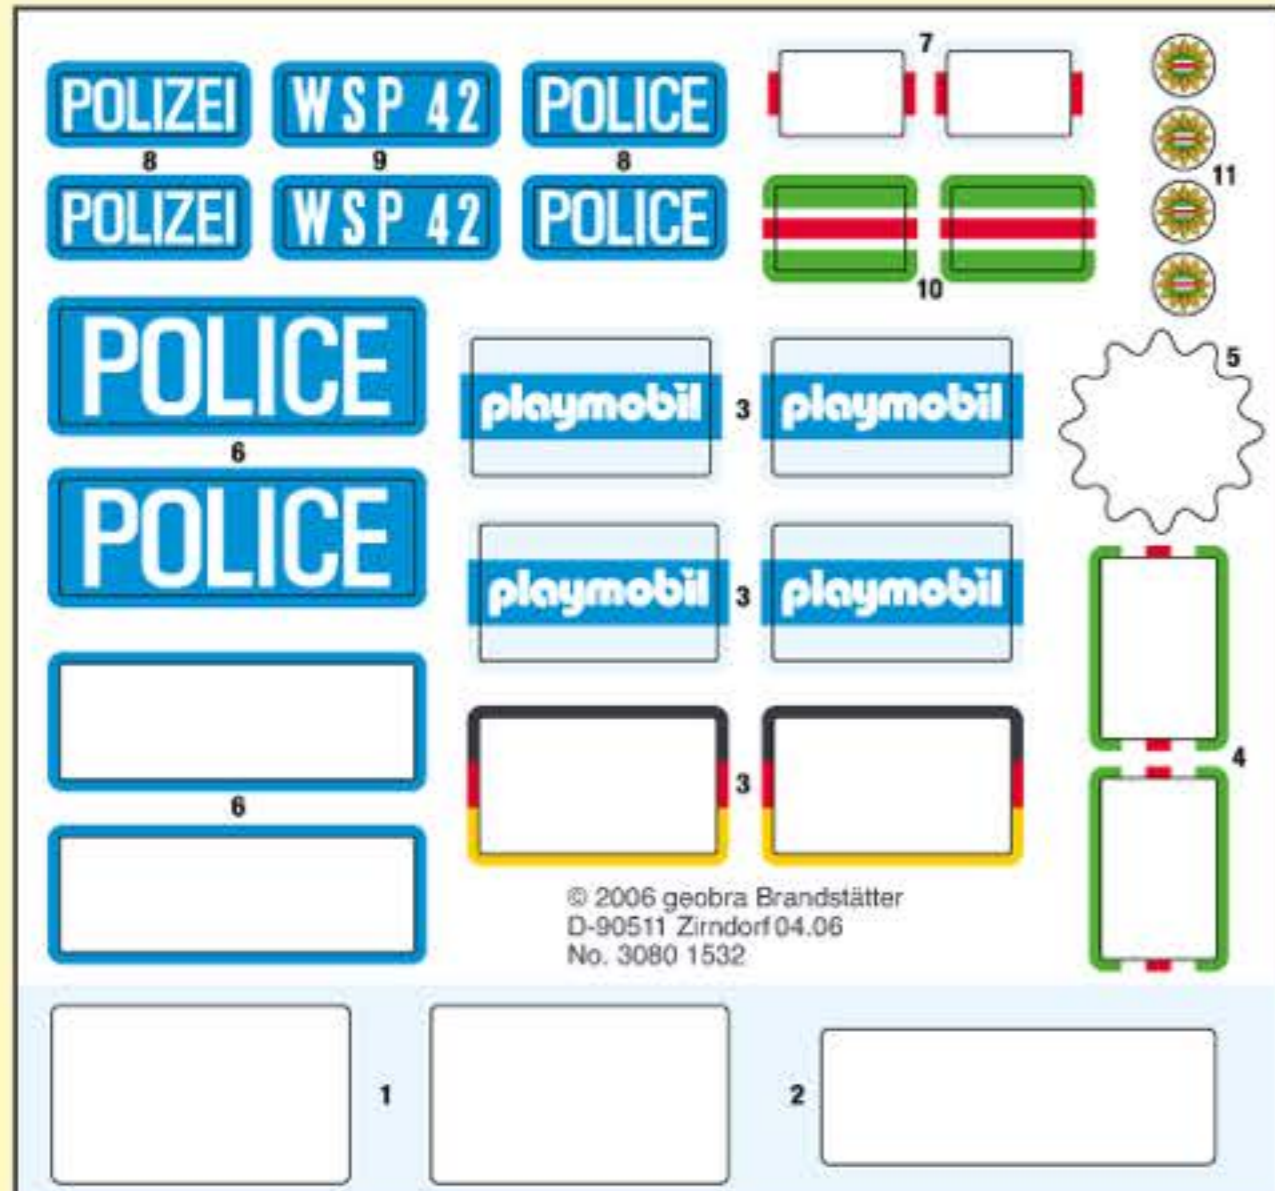 7
POLIZEI WSP 42 POLICE
8 9 8
11
POLIZEI WSP 42 POLICE
10
5
POLICE
playmobil 3 playmobil
6
POLICE
playmobil 3 playmobil
4
3
6
© 2006 geobra Brandstätter
D-90511 Zirndorf 04.06
No. 3080 1532
1 2